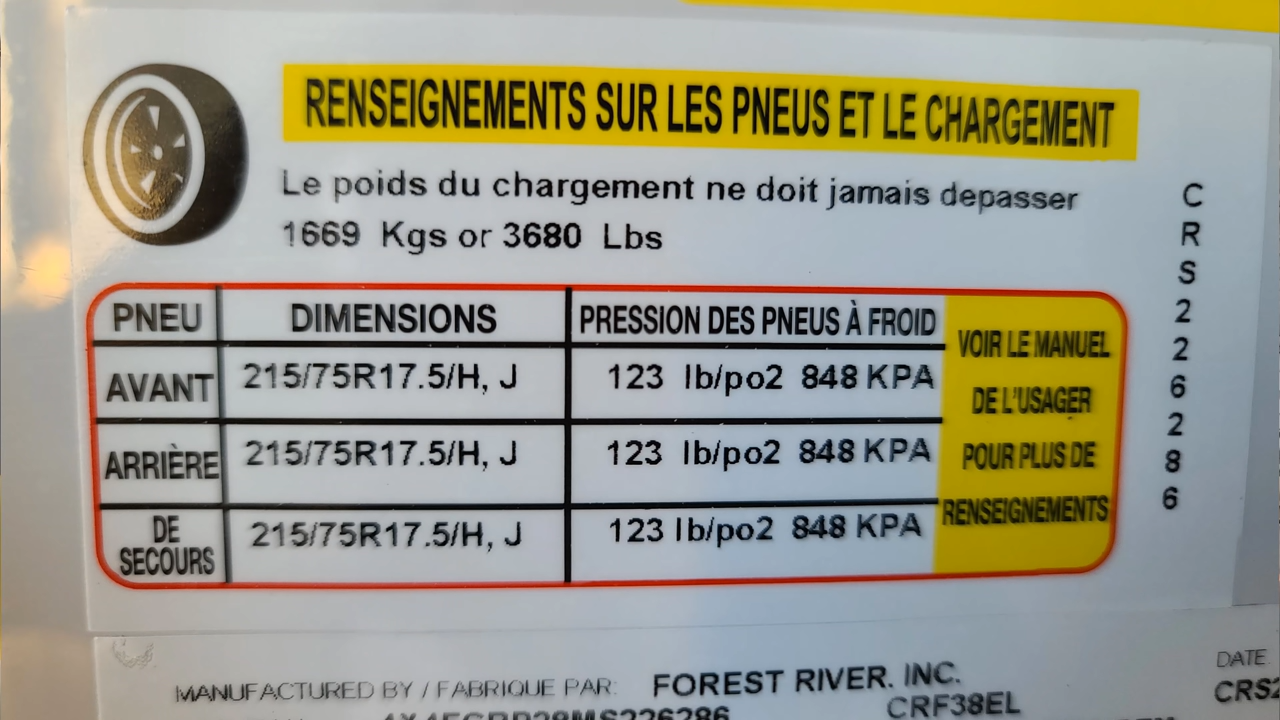 RENSEIGNEMENTS SUR LES PNEUS ET LE CHARGEMENT
Le poids du chargement ne doit jamais depasser
1669 Kgs or 3680 Lbs
PNEU DIMENSIONS PRESSION DES PNEUS À FROID
AVANT 215/75R17.5/H, J 123 lb/po2 848 KPA
ARRIÈRE 215/75R17.5/H, J 123 lb/po2 848 KPA
DE
SECOURS 215/75R17.5/H, J 123 lb/po2 848 KPA
VOIR LE MANUEL
DE L'USAGER
POUR PLUS DE
RENSEIGNEMENTS
C
R
S
2
2
6
2
8
6
MANUFACTURED BY / FABRIQUE PAR: FOREST RIVER. INC.
DATE
CRF38EL